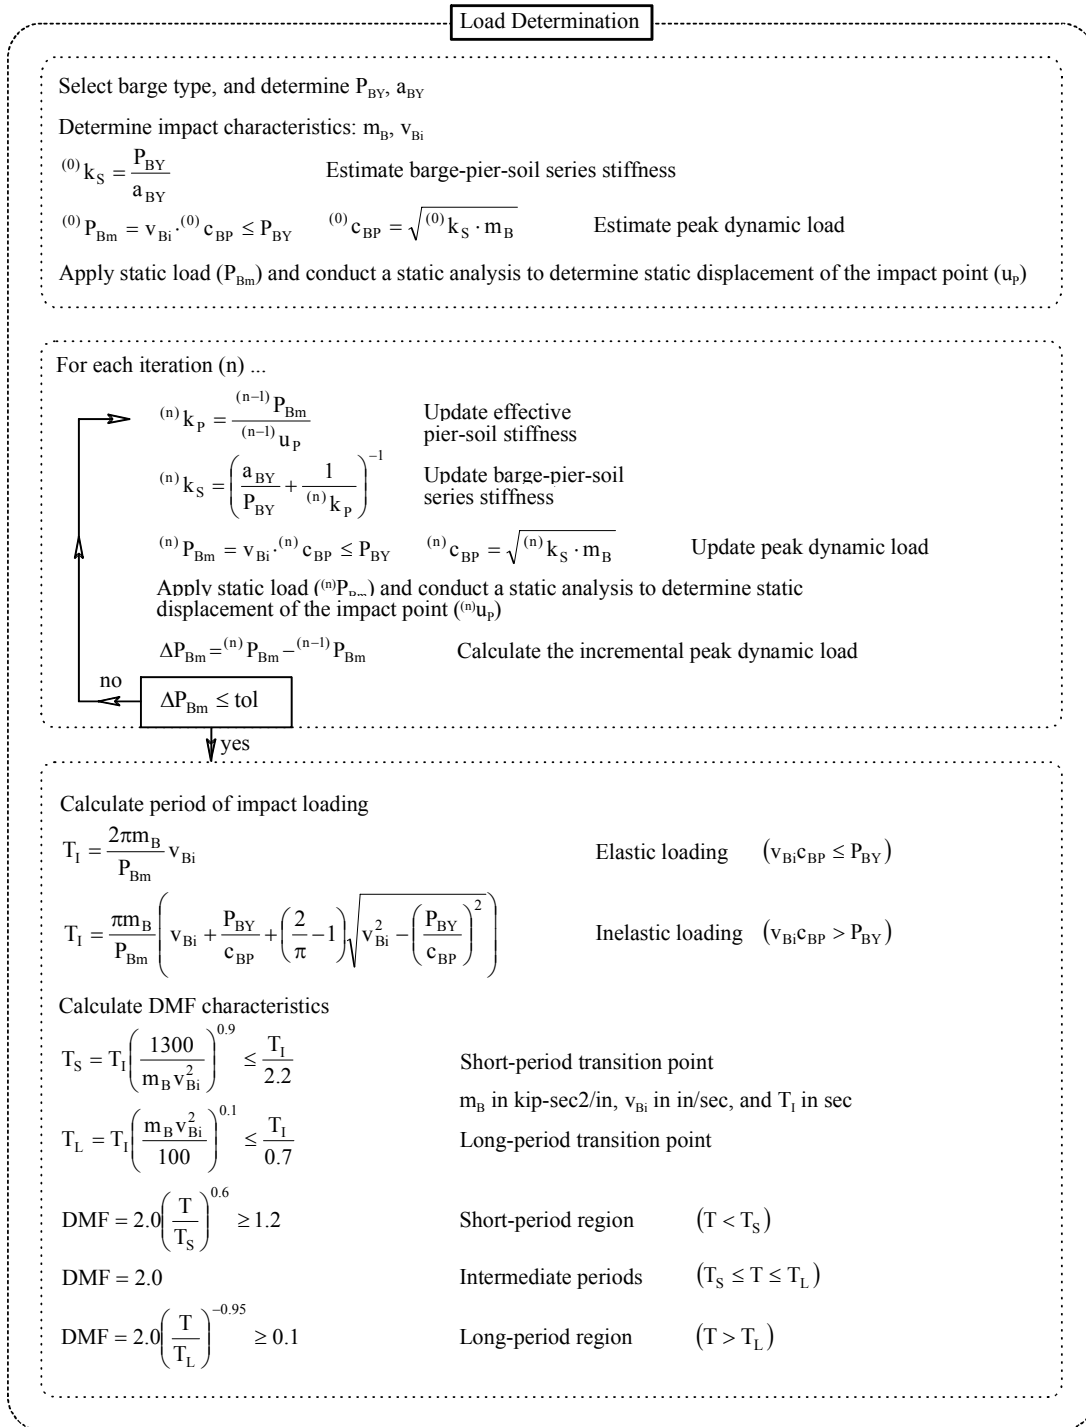 Load Determination
Select barge type, and determine P_BY, a_BY
Determine impact characteristics: m_B, v_Bi
^(0)k_S = P_BY / a_BY Estimate barge-pier-soil series stiffness
^(0)P_Bm = v_Bi · ^(0)c_BP ≤ P_BY ^(0)c_BP = √(^(0)k_S · m_B) Estimate peak dynamic load
Apply static load (P_Bm) and conduct a static analysis to determine static displacement of the impact point (u_P)
For each iteration (n) ...
^(n)k_P = ^(n-1)P_Bm / ^(n-1)u_P Update effective
pier-soil stiffness
^(n)k_S = (a_BY / P_BY + 1 / ^(n)k_P)^-1 Update barge-pier-soil
series stiffness
^(n)P_Bm = v_Bi · ^(n)c_BP ≤ P_BY ^(n)c_BP = √(^(n)k_S · m_B) Update peak dynamic load
Apply static load (^(n)P_Bm) and conduct a static analysis to determine static
displacement of the impact point (^(n)u_P)
ΔP_Bm = ^(n)P_Bm − ^(n-1)P_Bm Calculate the incremental peak dynamic load
no
ΔP_Bm ≤ tol
yes
Calculate period of impact loading
T_I = (2πm_B / P_Bm) v_Bi Elastic loading (v_Bi c_BP ≤ P_BY)
T_I = (πm_B / P_Bm) (v_Bi + P_BY / c_BP + (2/π − 1) √(v_Bi^2 − (P_BY / c_BP)^2)) Inelastic loading (v_Bi c_BP > P_BY)
Calculate DMF characteristics
T_S = T_I (1300 / (m_B v_Bi^2))^0.9 ≤ T_I / 2.2 Short-period transition point
m_B in kip-sec2/in, v_Bi in in/sec, and T_I in sec
T_L = T_I (m_B v_Bi^2 / 100)^0.1 ≤ T_I / 0.7 Long-period transition point
DMF = 2.0(T / T_S)^0.6 ≥ 1.2 Short-period region (T < T_S)
DMF = 2.0 Intermediate periods (T_S ≤ T ≤ T_L)
DMF = 2.0(T / T_L)^-0.95 ≥ 0.1 Long-period region (T > T_L)